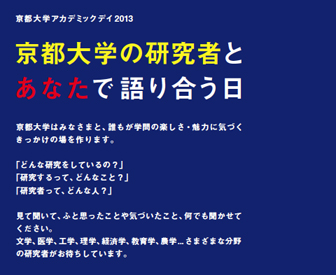 京都大学アカデミックデイ2013
京都大学の研究者と
あなたで語り合う日
京都大学はみなさまと、誰もが学問の楽しさ・魅力に気づく
きっかけの場を作ります。
「どんな研究をしているの？」
「研究するって、どんなこと？」
「研究者って、どんな人？」
見て聞いて、ふと思ったことや気づいたこと、何でも聞かせて
ください。
文学、医学、工学、理学、経済学、教育学、農学…さまざまな分野
の研究者がお待ちしています。